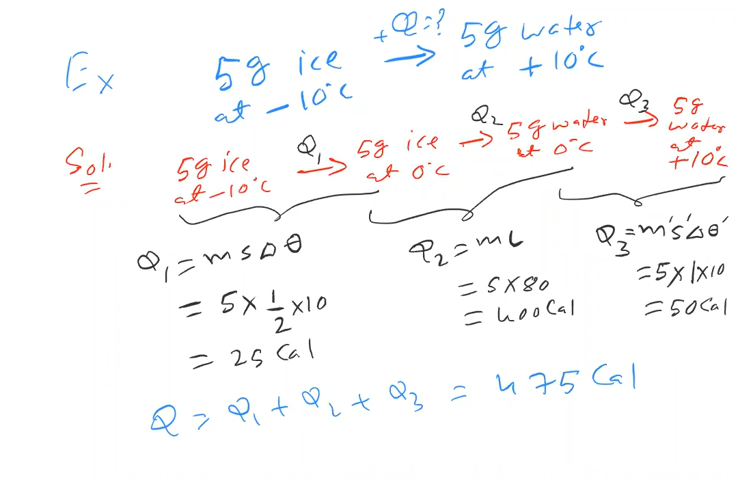 Ex 5g ice +Q=? → 5g water
at -10°C at +10°C
Sol. 5g ice Q₁ → 5g ice Q₂ → 5g water Q₃ → 5g water
at -10°C at 0°C at 0°C at +10°C
Q₁ = m s Δ θ
= 5 × 1/2 × 10
= 25 Cal
Q₂ = mL
= 5 × 80
= 400 Cal
Q₃ = m's'Δθ'
= 5 × 1 × 10
= 50 Cal
Q = Q₁ + Q₂ + Q₃ = 475 Cal